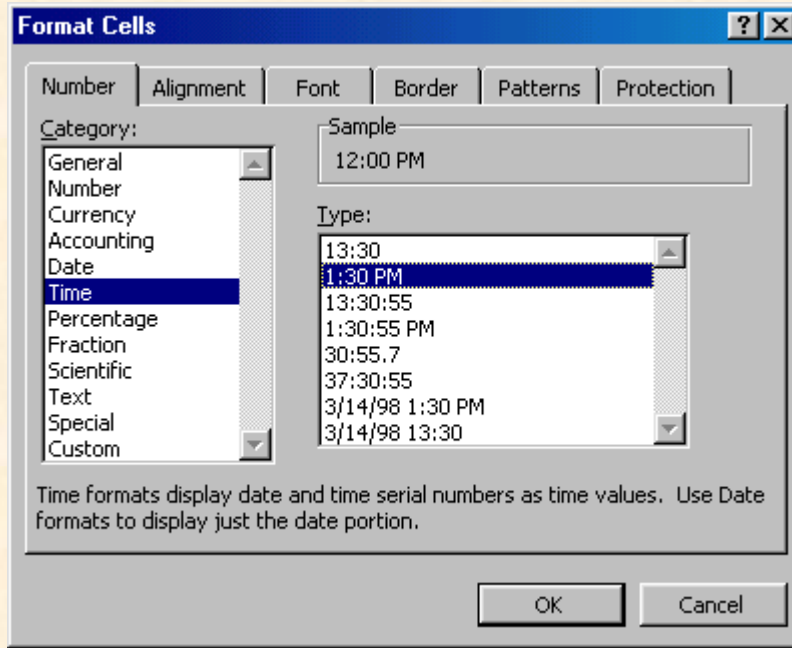 Format Cells
Number Alignment Font Border Patterns Protection
Category:
General
Number
Currency
Accounting
Date
Time
Percentage
Fraction
Scientific
Text
Special
Custom
Sample
12:00 PM
Type:
13:30
1:30 PM
13:30:55
1:30:55 PM
30:55.7
37:30:55
3/14/98 1:30 PM
3/14/98 13:30
Time formats display date and time serial numbers as time values.  Use Date
formats to display just the date portion.
OK Cancel